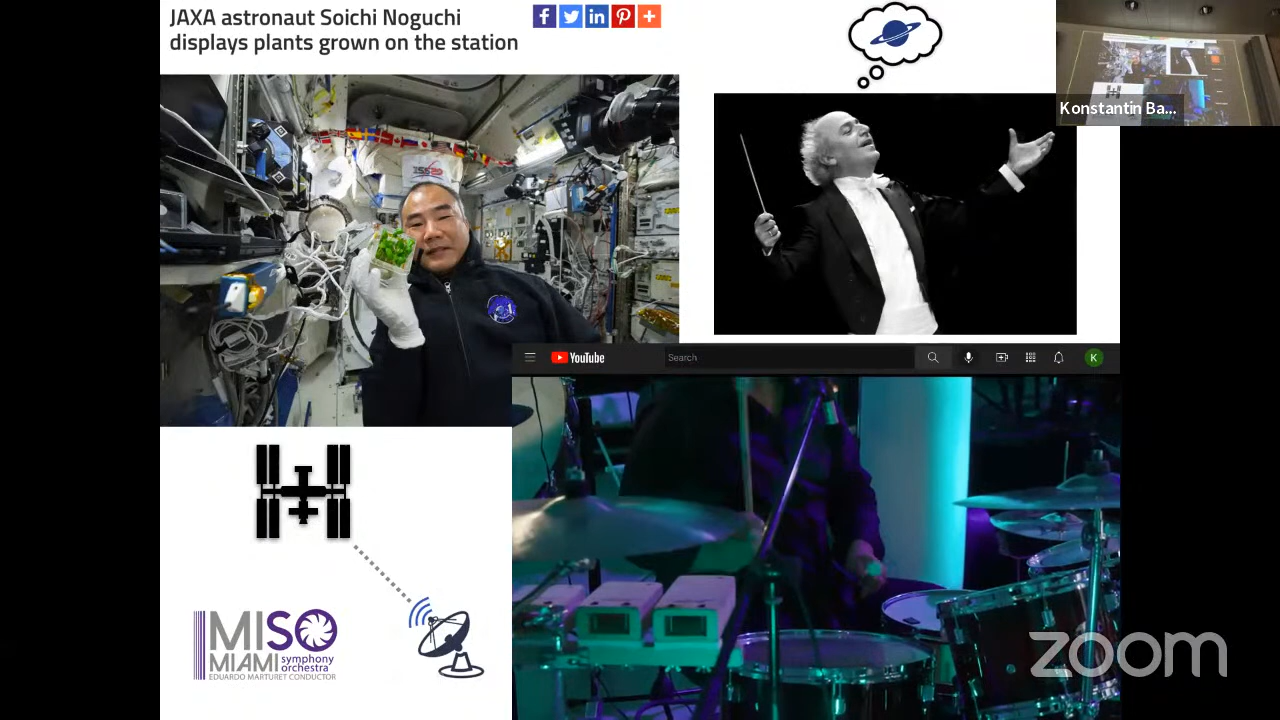 JAXA astronaut Soichi Noguchi
displays plants grown on the station
Konstantin Ba...
YouTube
Search
K
MISO
MIAMI symphony
orchestra
EDUARDO MARTURET CONDUCTOR
zoom